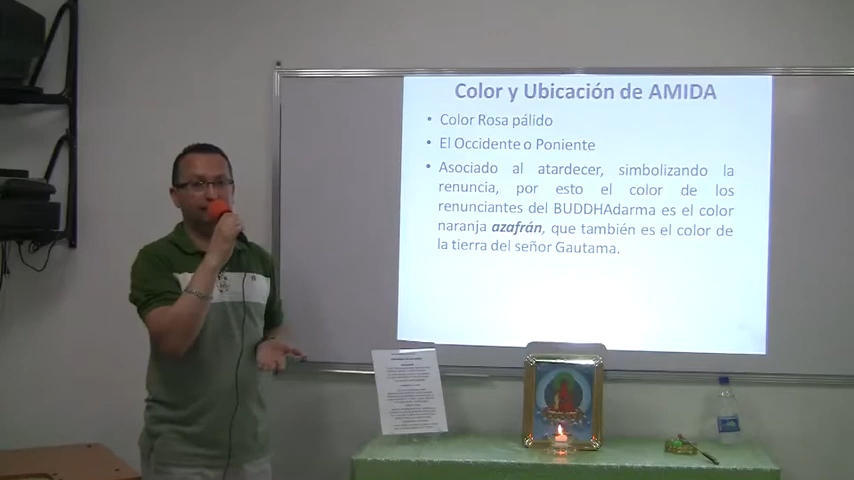 Color y Ubicación de AMIDA
• Color Rosa pálido
• El Occidente o Poniente
• Asociado al atardecer, simbolizando la
renuncia, por esto el color de los
renunciantes del BUDDHADarma es el color
naranja azafrán, que también es el color de
la tierra del señor Gautama.